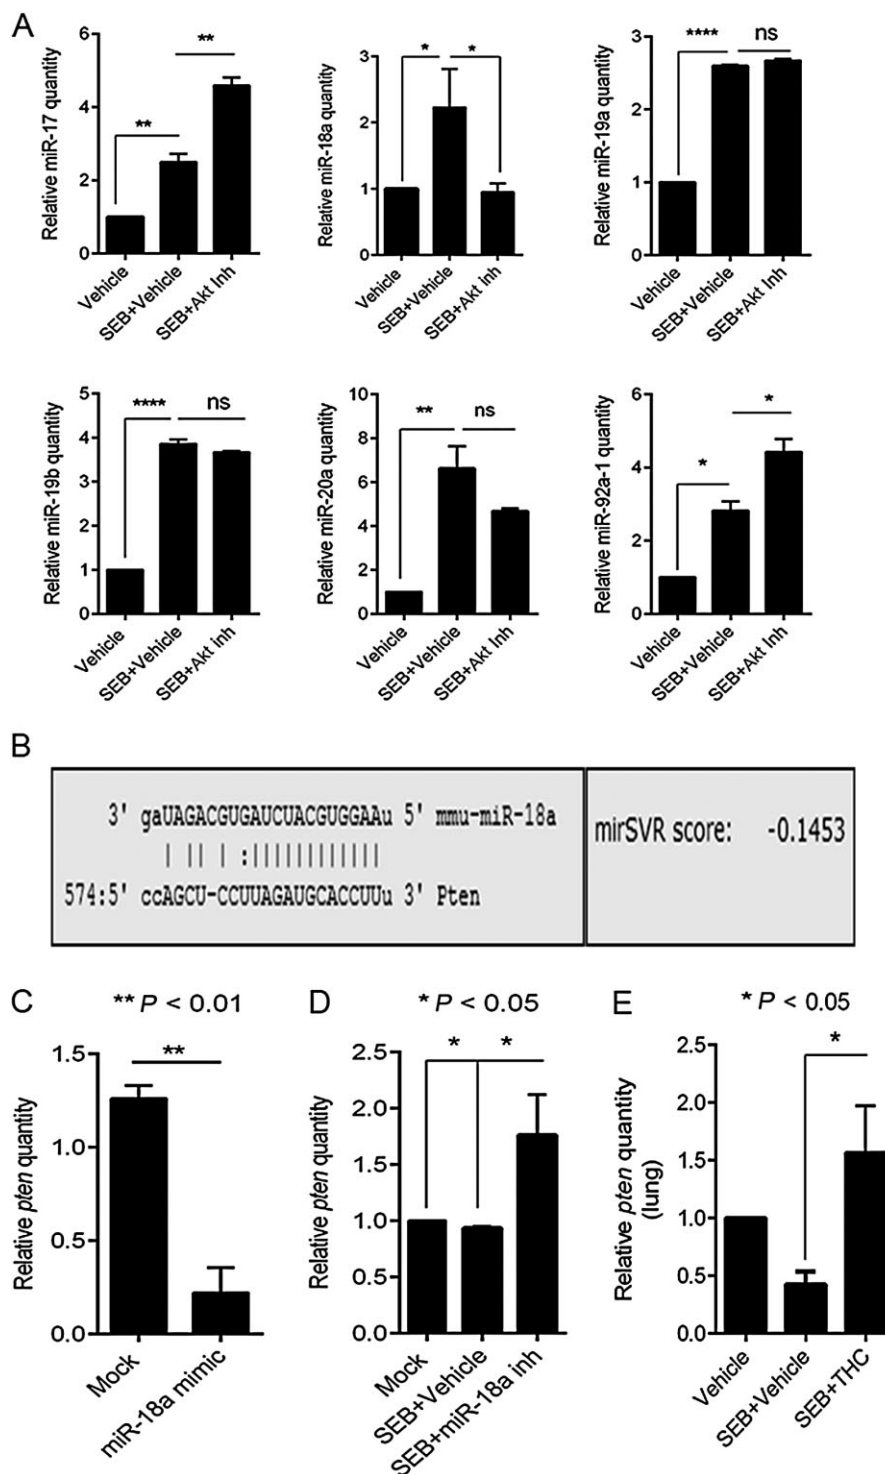 A
Relative miR-17 quantity
6
4
2
0
**
**
Vehicle
SEB+Vehicle
SEB+Akt Inh
Relative miR-18a quantity
3
2
1
0
*
*
Vehicle
SEB+Vehicle
SEB+Akt Inh
Relative miR-19a quantity
3
2
1
0
****
ns
Vehicle
SEB+Vehicle
SEB+Akt Inh
Relative miR-19b quantity
5
4
3
2
1
0
****
ns
Vehicle
SEB+Vehicle
SEB+Akt Inh
Relative miR-20a quantity
10
8
6
4
2
0
**
ns
Vehicle
SEB+Vehicle
SEB+Akt Inh
Relative miR-92a-1 quantity
6
4
2
0
*
*
Vehicle
SEB+Vehicle
SEB+Akt Inh
B
3' gaUAGACGUGAUCUACGUGGAAu 5' mmu-miR-18a
| || | :||||||||||||
574:5' ccAGCU-CCUUAGAUGCACCUUu 3' Pten
mirSVR score: -0.1453
C
** P < 0.01
Relative pten quantity
1.5
1.0
0.5
0.0
**
Mock
miR-18a mimic
D
* P < 0.05
Relative pten quantity
2.5
2.0
1.5
1.0
0.5
0.0
*
*
Mock
SEB+Vehicle
SEB+miR-18a inh
E
* P < 0.05
Relative pten quantity
(lung)
2.5
2.0
1.5
1.0
0.5
0.0
*
Vehicle
SEB+Vehicle
SEB+THC